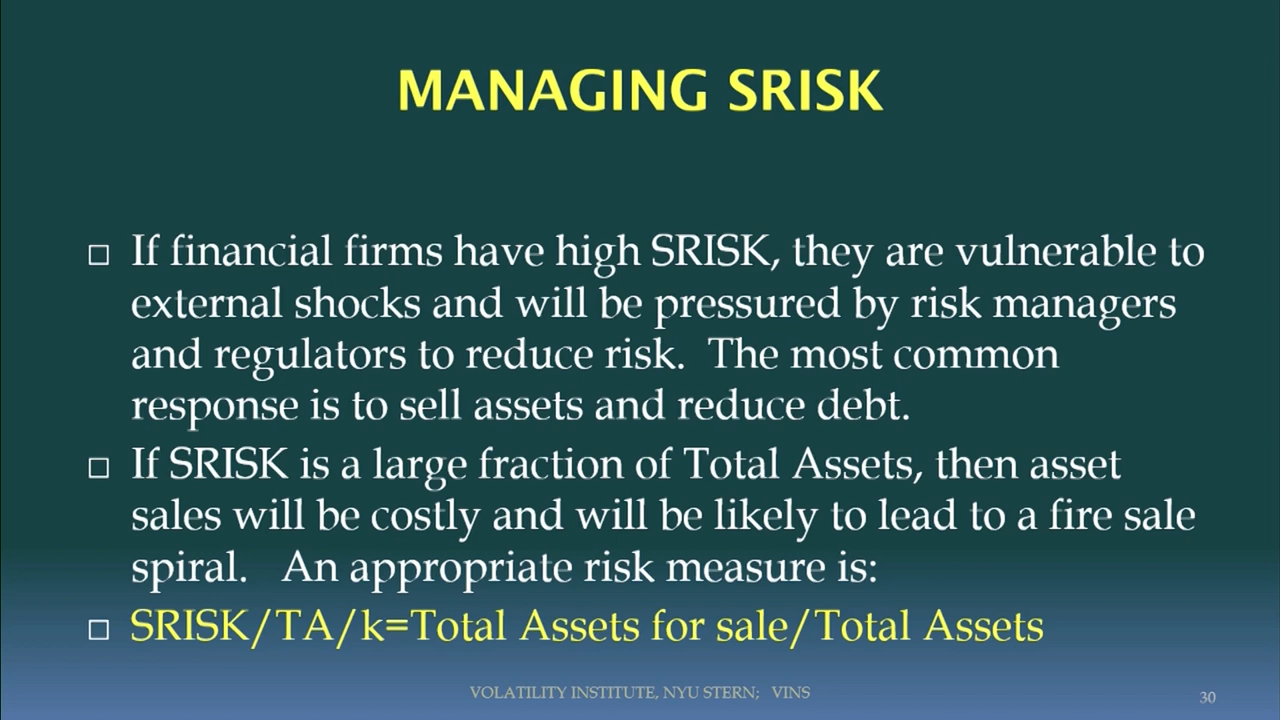 MANAGING SRISK
□ If financial firms have high SRISK, they are vulnerable to
external shocks and will be pressured by risk managers
and regulators to reduce risk.  The most common
response is to sell assets and reduce debt.
□ If SRISK is a large fraction of Total Assets, then asset
sales will be costly and will be likely to lead to a fire sale
spiral.   An appropriate risk measure is:
□ SRISK/TA/k=Total Assets for sale/Total Assets
VOLATILITY INSTITUTE, NYU STERN;   VINS
30